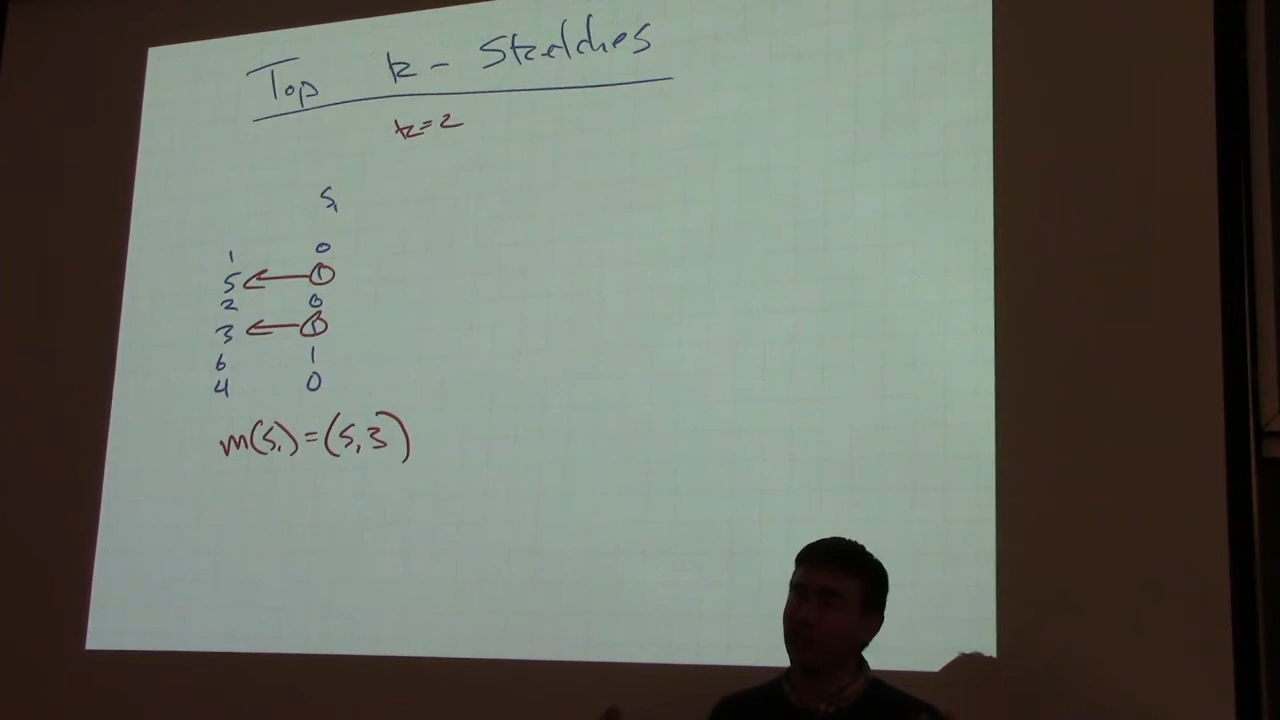 Top k - Sketches
k=2
S₁
1 0
5 1
2 0
3 1
6 1
4 0
m(S₁)=(5,3)